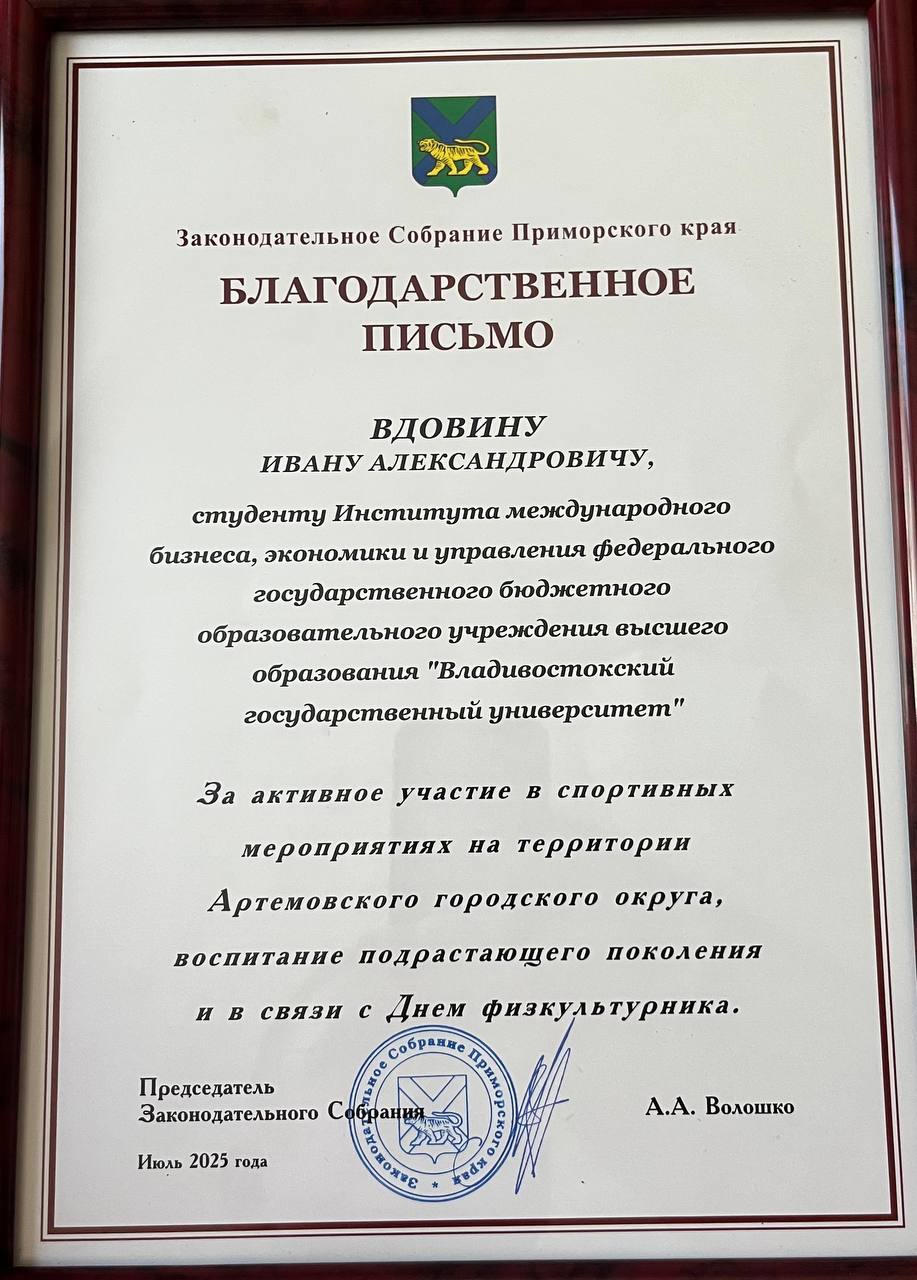 Законодательное Собрание Приморского края
БЛАГОДАРСТВЕННОЕ
ПИСЬМО
ВДОВИНУ
ИВАНУ АЛЕКСАНДРОВИЧУ,
студенту Института международного
бизнеса, экономики и управления федерального
государственного бюджетного
образовательного учреждения высшего
образования "Владивостокский
государственный университет"
За активное участие в спортивных
мероприятиях на территории
Артемовского городского округа,
воспитание подрастающего поколения
и в связи с Днем физкультурника.
Председатель
Законодательного Собрания
А.А. Волошко
Июль 2025 года
Законодательное Собрание Приморского края *